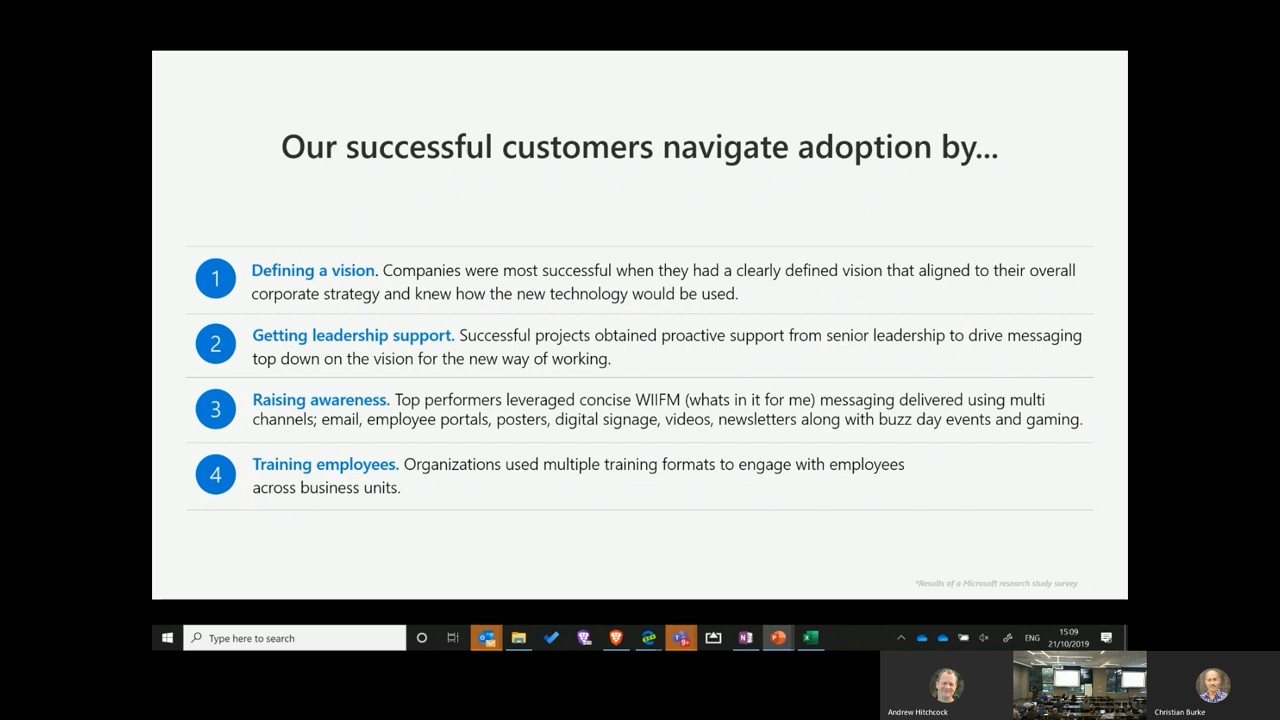 Our successful customers navigate adoption by...
1
Defining a vision. Companies were most successful when they had a clearly defined vision that aligned to their overall
corporate strategy and knew how the new technology would be used.
2
Getting leadership support. Successful projects obtained proactive support from senior leadership to drive messaging
top down on the vision for the new way of working.
3
Raising awareness. Top performers leveraged concise WIIFM (whats in it for me) messaging delivered using multi
channels; email, employee portals, posters, digital signage, videos, newsletters along with buzz day events and gaming.
4
Training employees. Organizations used multiple training formats to engage with employees
across business units.
*Results of a Microsoft research study survey
Type here to search
ENG
15:09
21/10/2019
Andrew Hitchcock
Christian Burke